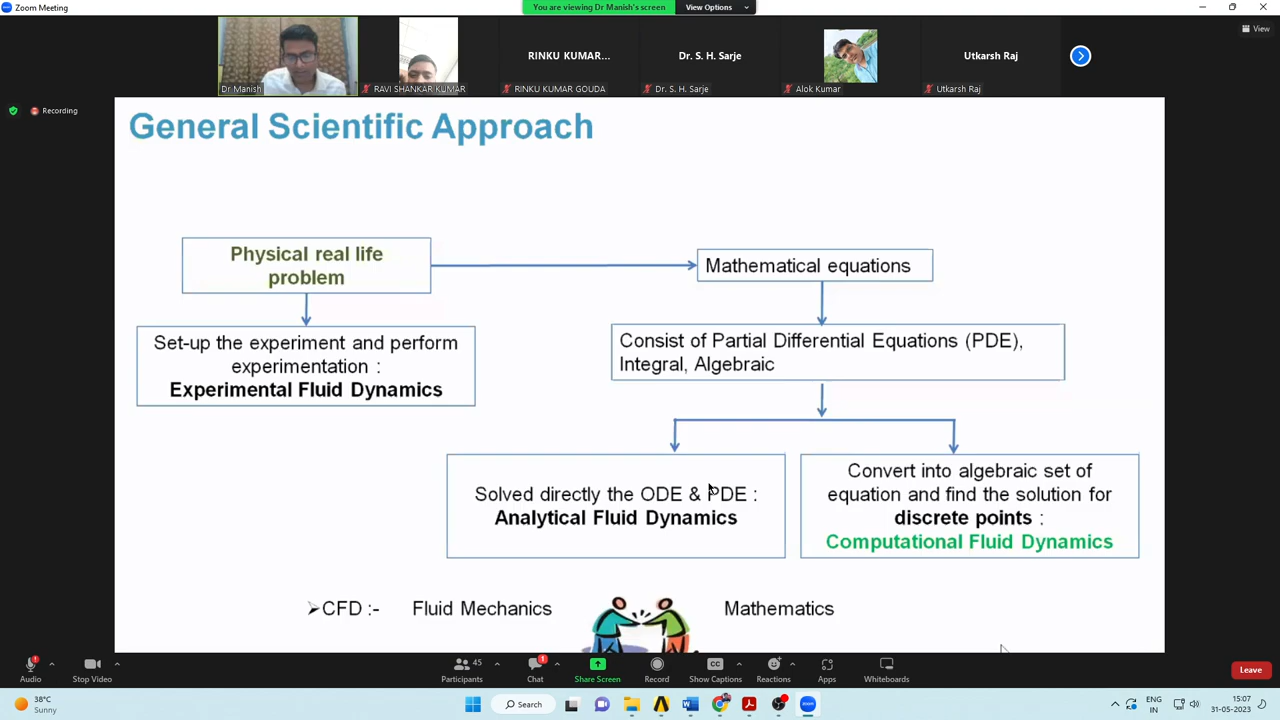 Zoom Meeting
You are viewing Dr Manish's screen
View Options
View
RINKU KUMAR...
Dr. S. H. Sarje
Utkarsh Raj
Dr Manish
RAVI SHANKAR KUMAR
RINKU KUMAR GOUDA
Dr. S. H. Sarje
Alok Kumar
Utkarsh Raj
Recording
General Scientific Approach
Physical real life
problem
Mathematical equations
Set-up the experiment and perform
experimentation :
Experimental Fluid Dynamics
Consist of Partial Differential Equations (PDE),
Integral, Algebraic
Solved directly the ODE & PDE :
Analytical Fluid Dynamics
Convert into algebraic set of
equation and find the solution for
discrete points :
Computational Fluid Dynamics
➢CFD :- Fluid Mechanics Mathematics
Audio
Stop Video
Participants
45
Chat
1
Share Screen
Record
Show Captions
Reactions
Apps
Whiteboards
Leave
38°C
Sunny
Search
ENG
IN
15:07
31-05-2023